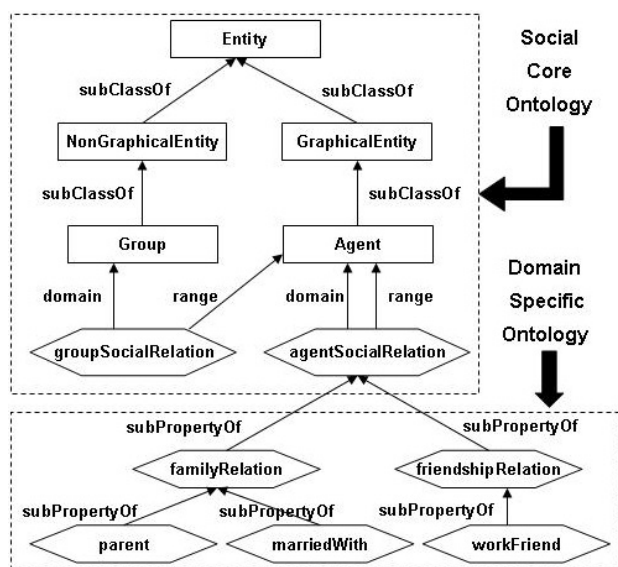 Entity
Social
Core
Ontology
subClassOf
subClassOf
NonGraphicalEntity
GraphicalEntity
subClassOf
subClassOf
Group
Agent
Domain
Specific
Ontology
domain
range
domain
range
groupSocialRelation
agentSocialRelation
subPropertyOf
subPropertyOf
familyRelation
friendshipRelation
subPropertyOf
subPropertyOf
subPropertyOf
parent
marriedWith
workFriend